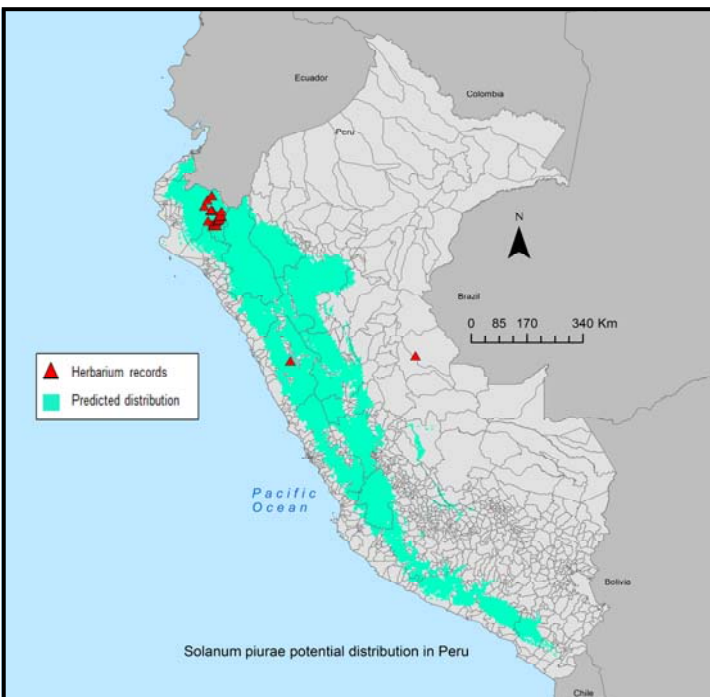 Ecuador
Colombia
Peru
N
Brazil
0 85 170 340 Km
Herbarium records
Predicted distribution
Pacific
Ocean
Bolivia
Solanum piurae potential distribution in Peru
Chile